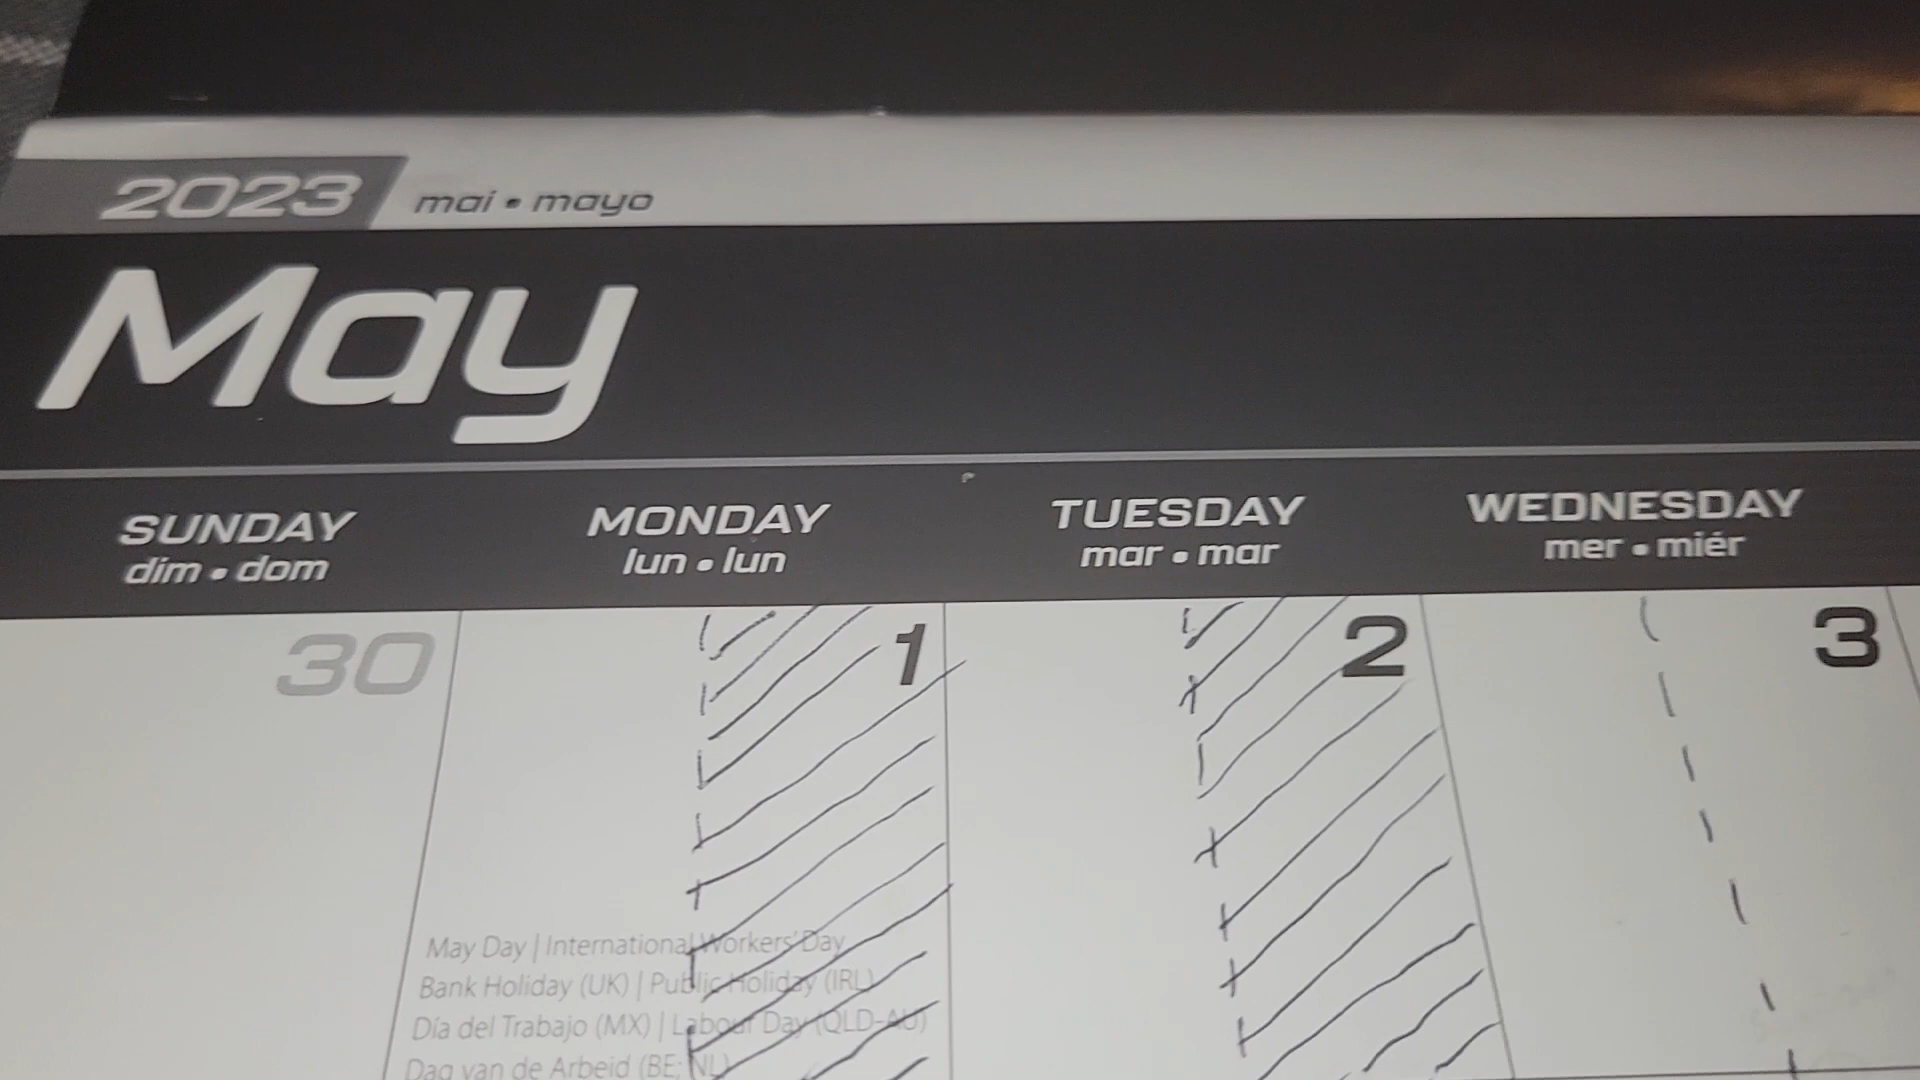 2023 mai • mayo
May
SUNDAY MONDAY TUESDAY WEDNESDAY
dim • dom lun • lun mar • mar mer • miér
30 1 2 3
May Day | International Workers' Day
Bank Holiday (UK) | Public Holiday (IRL)
Día del Trabajo (MX) | Labour Day (QLD-AU)
Dag van de Arbeid (BE; NL)